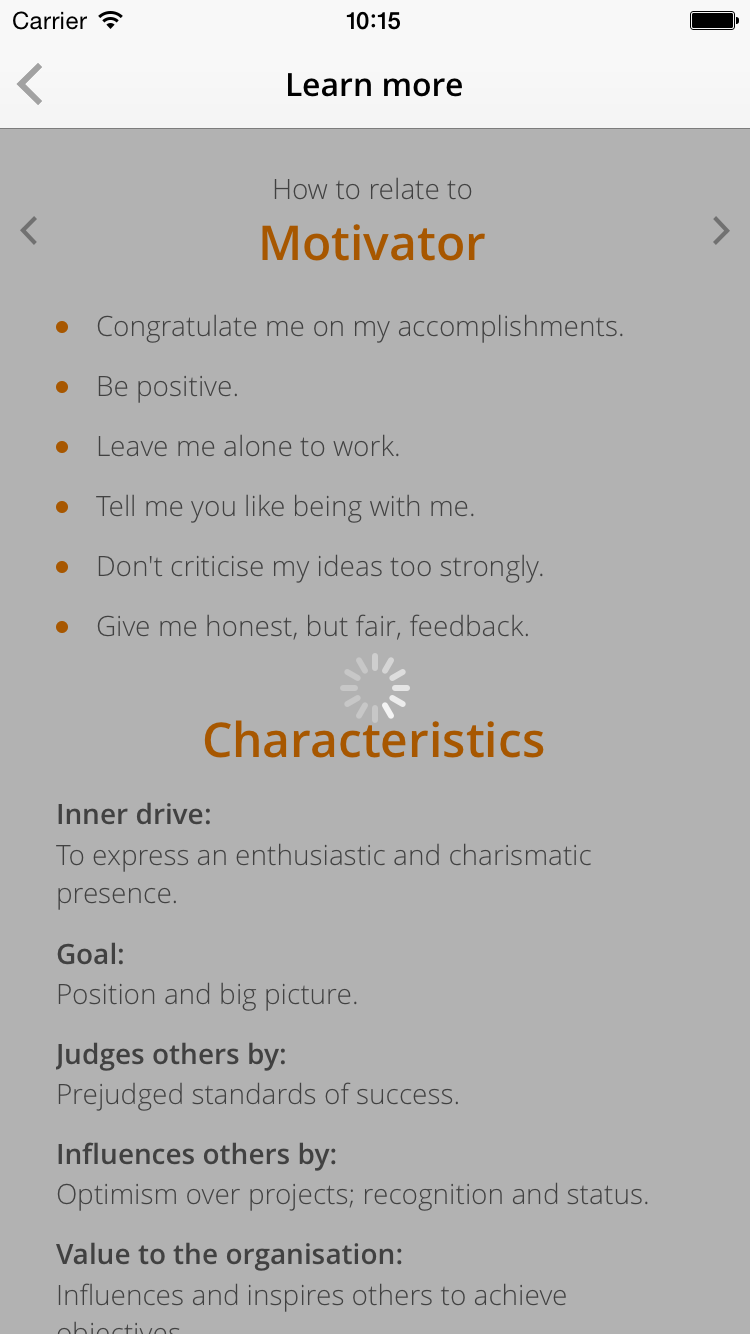 Carrier 10:15
Learn more
How to relate to
Motivator
Congratulate me on my accomplishments.
Be positive.
Leave me alone to work.
Tell me you like being with me.
Don't criticise my ideas too strongly.
Give me honest, but fair, feedback.
Characteristics
Inner drive:
To express an enthusiastic and charismatic
presence.
Goal:
Position and big picture.
Judges others by:
Prejudged standards of success.
Influences others by:
Optimism over projects; recognition and status.
Value to the organisation:
Influences and inspires others to achieve
objectives.